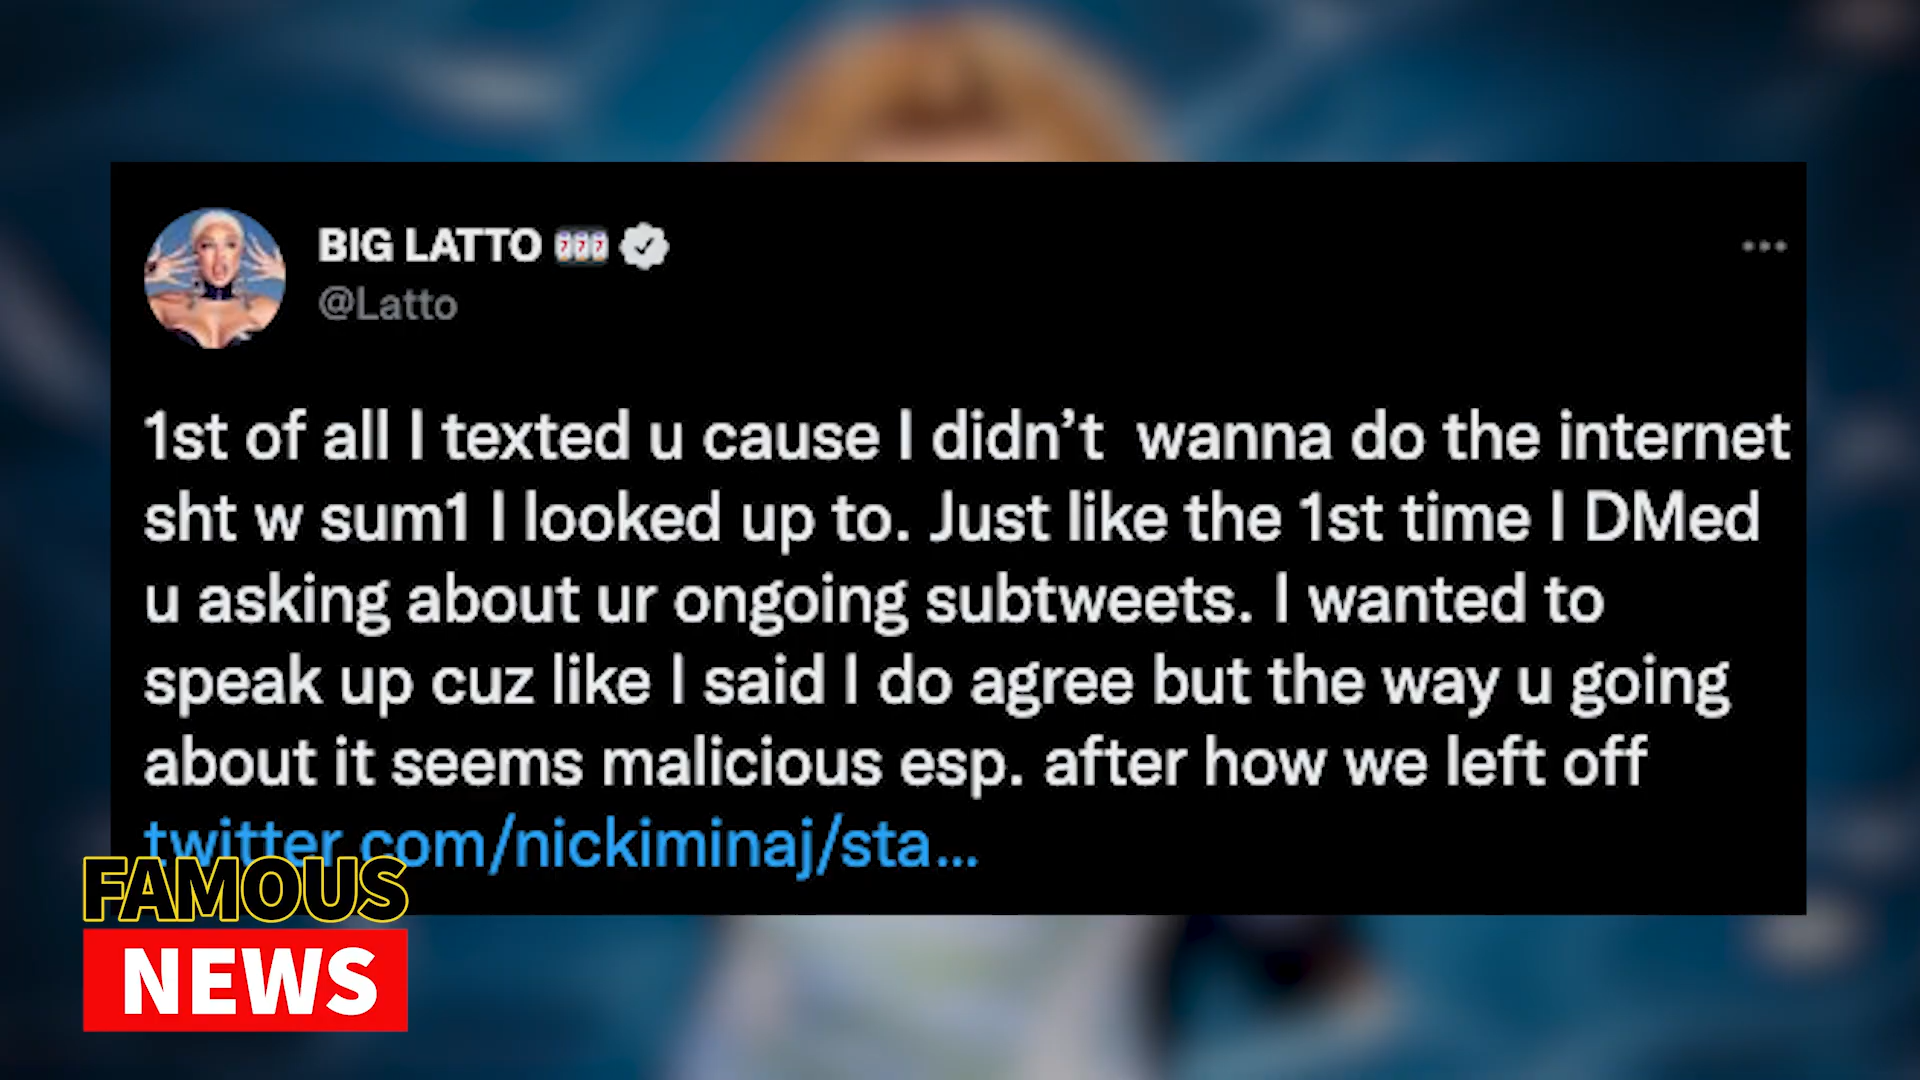 BIG LATTO 🎰
@Latto
1st of all I texted u cause I didn’t wanna do the internet
sht w sum1 I looked up to. Just like the 1st time I DMed
u asking about ur ongoing subtweets. I wanted to
speak up cuz like I said I do agree but the way u going
about it seems malicious esp. after how we left off
twitter.com/nickiminaj/sta...
FAMOUS
NEWS